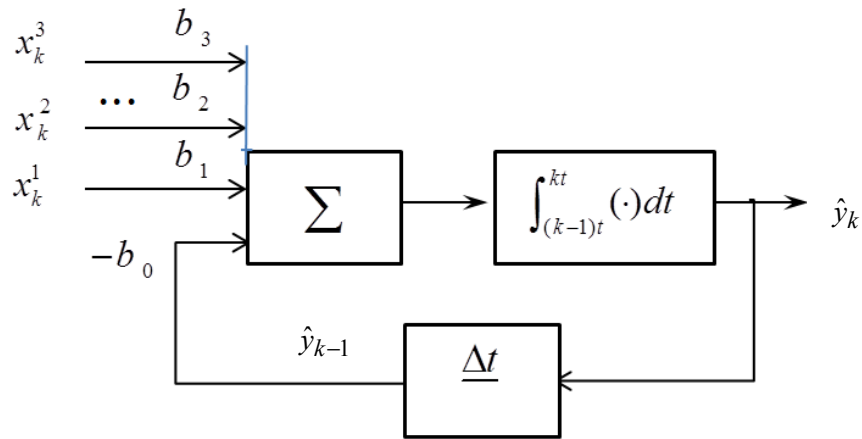 x_k^3 b_3
... b_2
x_k^2
b_1
x_k^1
∑ ∫_{(k-1)t}^{kt} (·)dt ŷ_k
-b_0
ŷ_{k-1} Δt